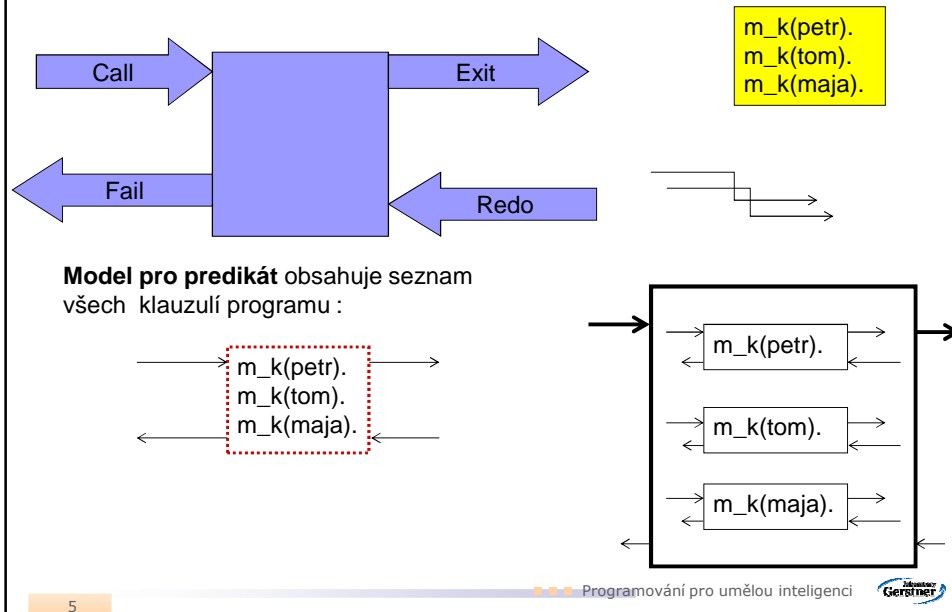 Call
Exit
Fail
Redo
m_k(petr).
m_k(tom).
m_k(maja).
Model pro predikát obsahuje seznam
všech klauzulí programu :
m_k(petr).
m_k(tom).
m_k(maja).
m_k(petr).
m_k(tom).
m_k(maja).
5
Programování pro umělou inteligenci
Gerstner